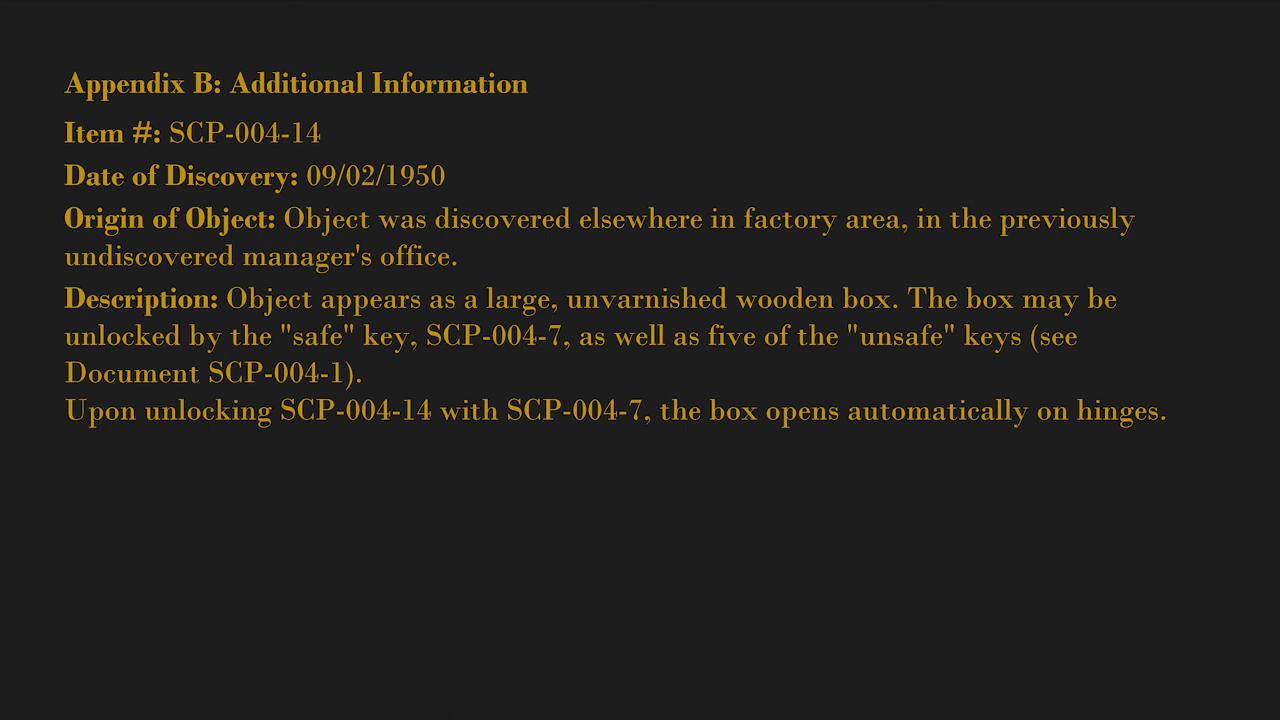 Appendix B: Additional Information
Item #: SCP-004-14
Date of Discovery: 09/02/1950
Origin of Object: Object was discovered elsewhere in factory area, in the previously
undiscovered manager's office.
Description: Object appears as a large, unvarnished wooden box. The box may be
unlocked by the "safe" key, SCP-004-7, as well as five of the "unsafe" keys (see
Document SCP-004-1).
Upon unlocking SCP-004-14 with SCP-004-7, the box opens automatically on hinges.